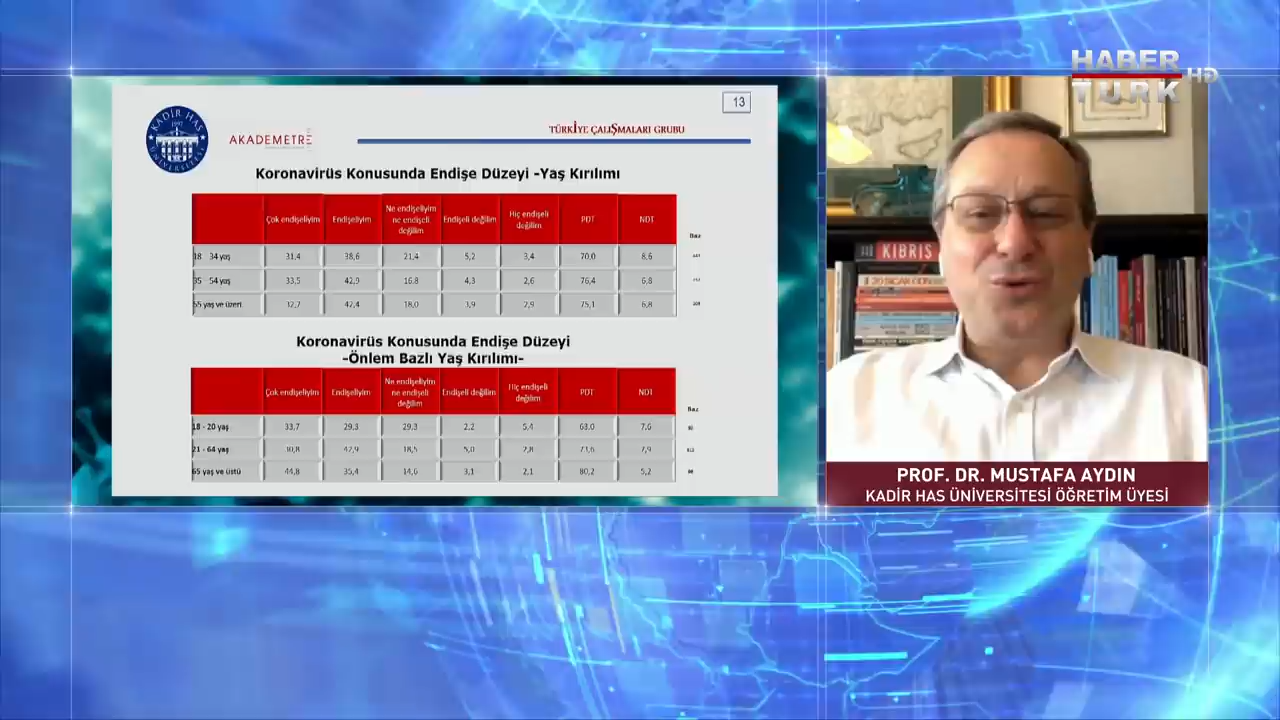 HABER
TÜRK HD
13
KADİR HAS
1997
ÜNİVERSİTESİ
AKADEMETRE
TÜRKİYE ÇALIŞMALARI GRUBU
Koronavirüs Konusunda Endişe Düzeyi -Yaş Kırılımı
Çok endişeliyim Endişeliyim Ne endişeliyim ne endişeli değilim Endişeli değilim Hiç endişeli değilim PDT NDT
Baz
18 - 34 yaş 31,4 38,6 21,4 5,2 3,4 70,0 8,6
35 - 54 yaş 33,5 42,9 16,8 4,3 2,6 76,4 6,8
55 yaş ve üzeri 32,7 42,4 18,0 3,9 2,9 75,1 6,8
Koronavirüs Konusunda Endişe Düzeyi
-Önlem Bazlı Yaş Kırılımı-
Çok endişeliyim Endişeliyim Ne endişeliyim ne endişeli değilim Endişeli değilim Hiç endişeli değilim PDT NDT
Baz
18 - 20 yaş 33,7 29,3 29,3 2,2 5,4 63,0 7,6
21 - 64 yaş 30,8 42,9 18,5 5,0 2,8 73,6 7,9
65 yaş ve üstü 44,8 35,4 14,6 3,1 2,1 80,2 5,2
KIBRIS
PROF. DR. MUSTAFA AYDIN
KADİR HAS ÜNİVERSİTESİ ÖĞRETİM ÜYESİ